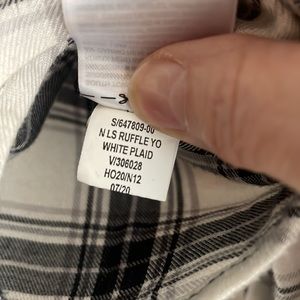 S/647809-00
N LS RUFFLE YO
WHITE PLAID
V/306028
HO20/N12
07/20